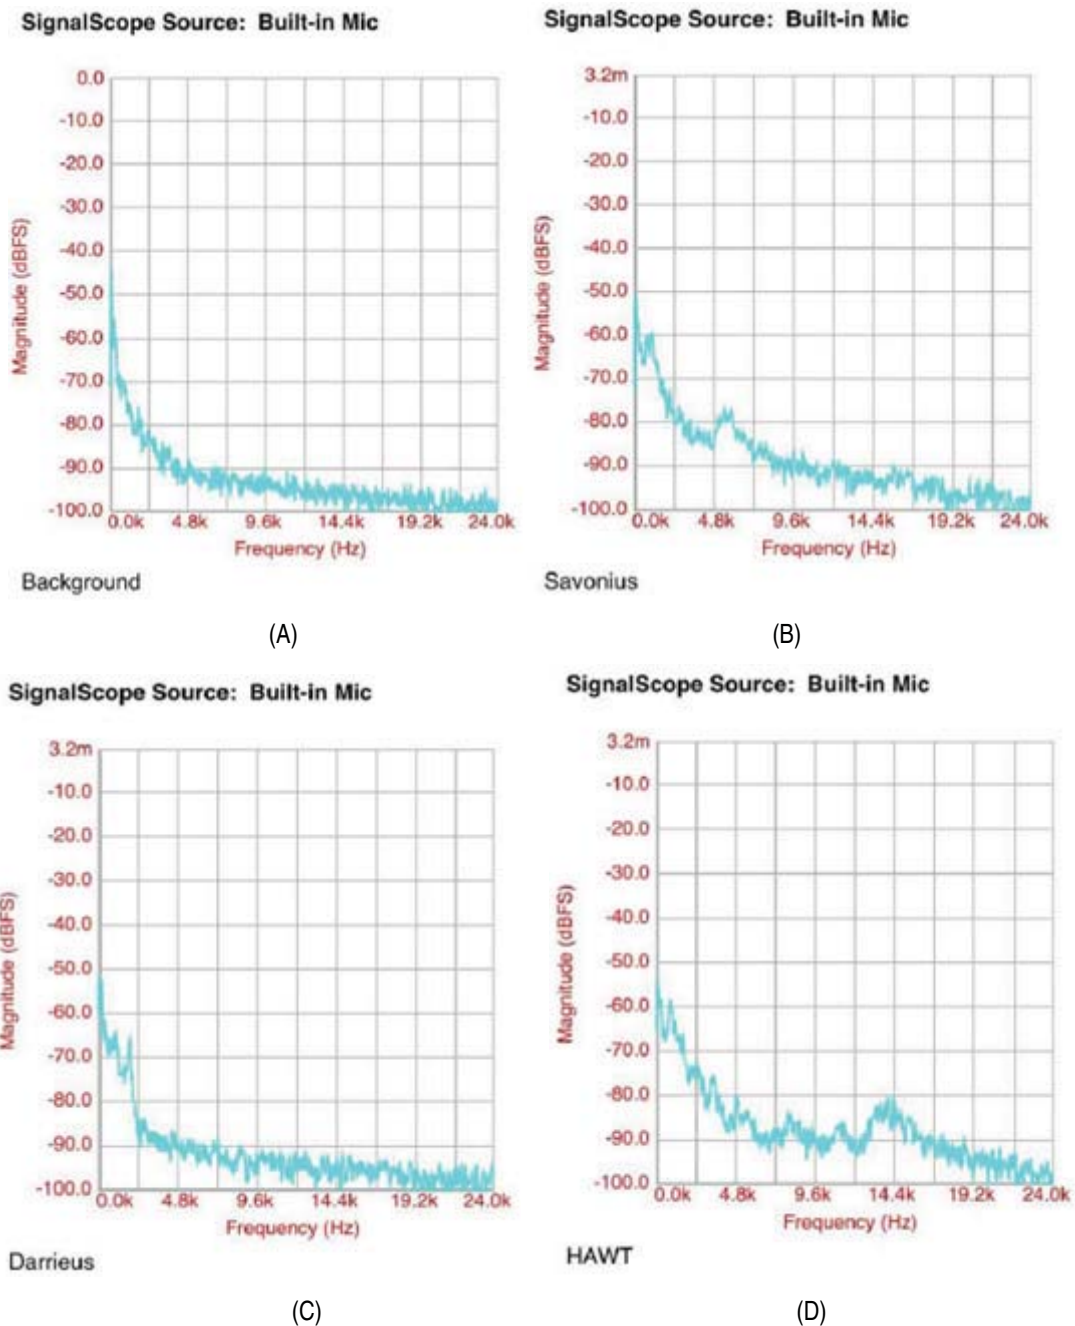 SignalScope Source: Built-in Mic
0.0
-10.0
-20.0
-30.0
-40.0
-50.0
-60.0
-70.0
-80.0
-90.0
-100.0
Magnitude (dBFS)
0.0k 4.8k 9.6k 14.4k 19.2k 24.0k
Frequency (Hz)
Background
(A)
SignalScope Source: Built-in Mic
3.2m
-10.0
-20.0
-30.0
-40.0
-50.0
-60.0
-70.0
-80.0
-90.0
-100.0
Magnitude (dBFS)
0.0k 4.8k 9.6k 14.4k 19.2k 24.0k
Frequency (Hz)
Savonius
(B)
SignalScope Source: Built-in Mic
3.2m
-10.0
-20.0
-30.0
-40.0
-50.0
-60.0
-70.0
-80.0
-90.0
-100.0
Magnitude (dBFS)
0.0k 4.8k 9.6k 14.4k 19.2k 24.0k
Frequency (Hz)
Darrieus
(C)
SignalScope Source: Built-in Mic
3.2m
-10.0
-20.0
-30.0
-40.0
-50.0
-60.0
-70.0
-80.0
-90.0
-100.0
Magnitude (dBFS)
0.0k 4.8k 9.6k 14.4k 19.2k 24.0k
Frequency (Hz)
HAWT
(D)